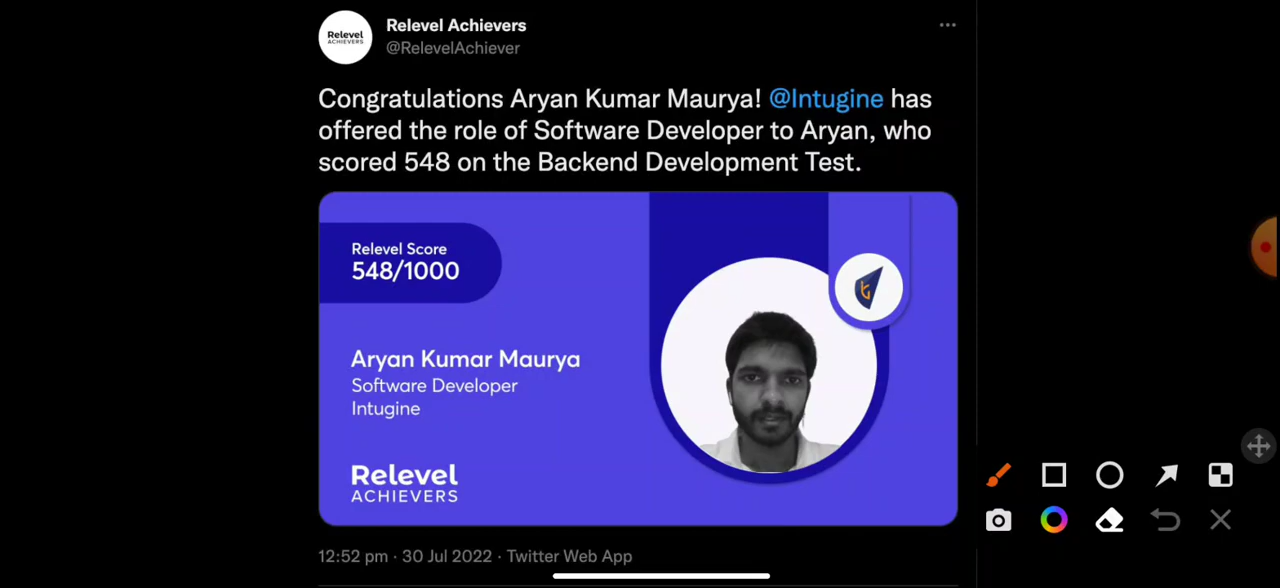 Relevel
ACHIEVERS
Relevel Achievers
@RelevelAchiever
Congratulations Aryan Kumar Maurya! @Intugine has
offered the role of Software Developer to Aryan, who
scored 548 on the Backend Development Test.
Relevel Score
548/1000
Aryan Kumar Maurya
Software Developer
Intugine
Relevel
ACHIEVERS
12:52 pm · 30 Jul 2022 · Twitter Web App